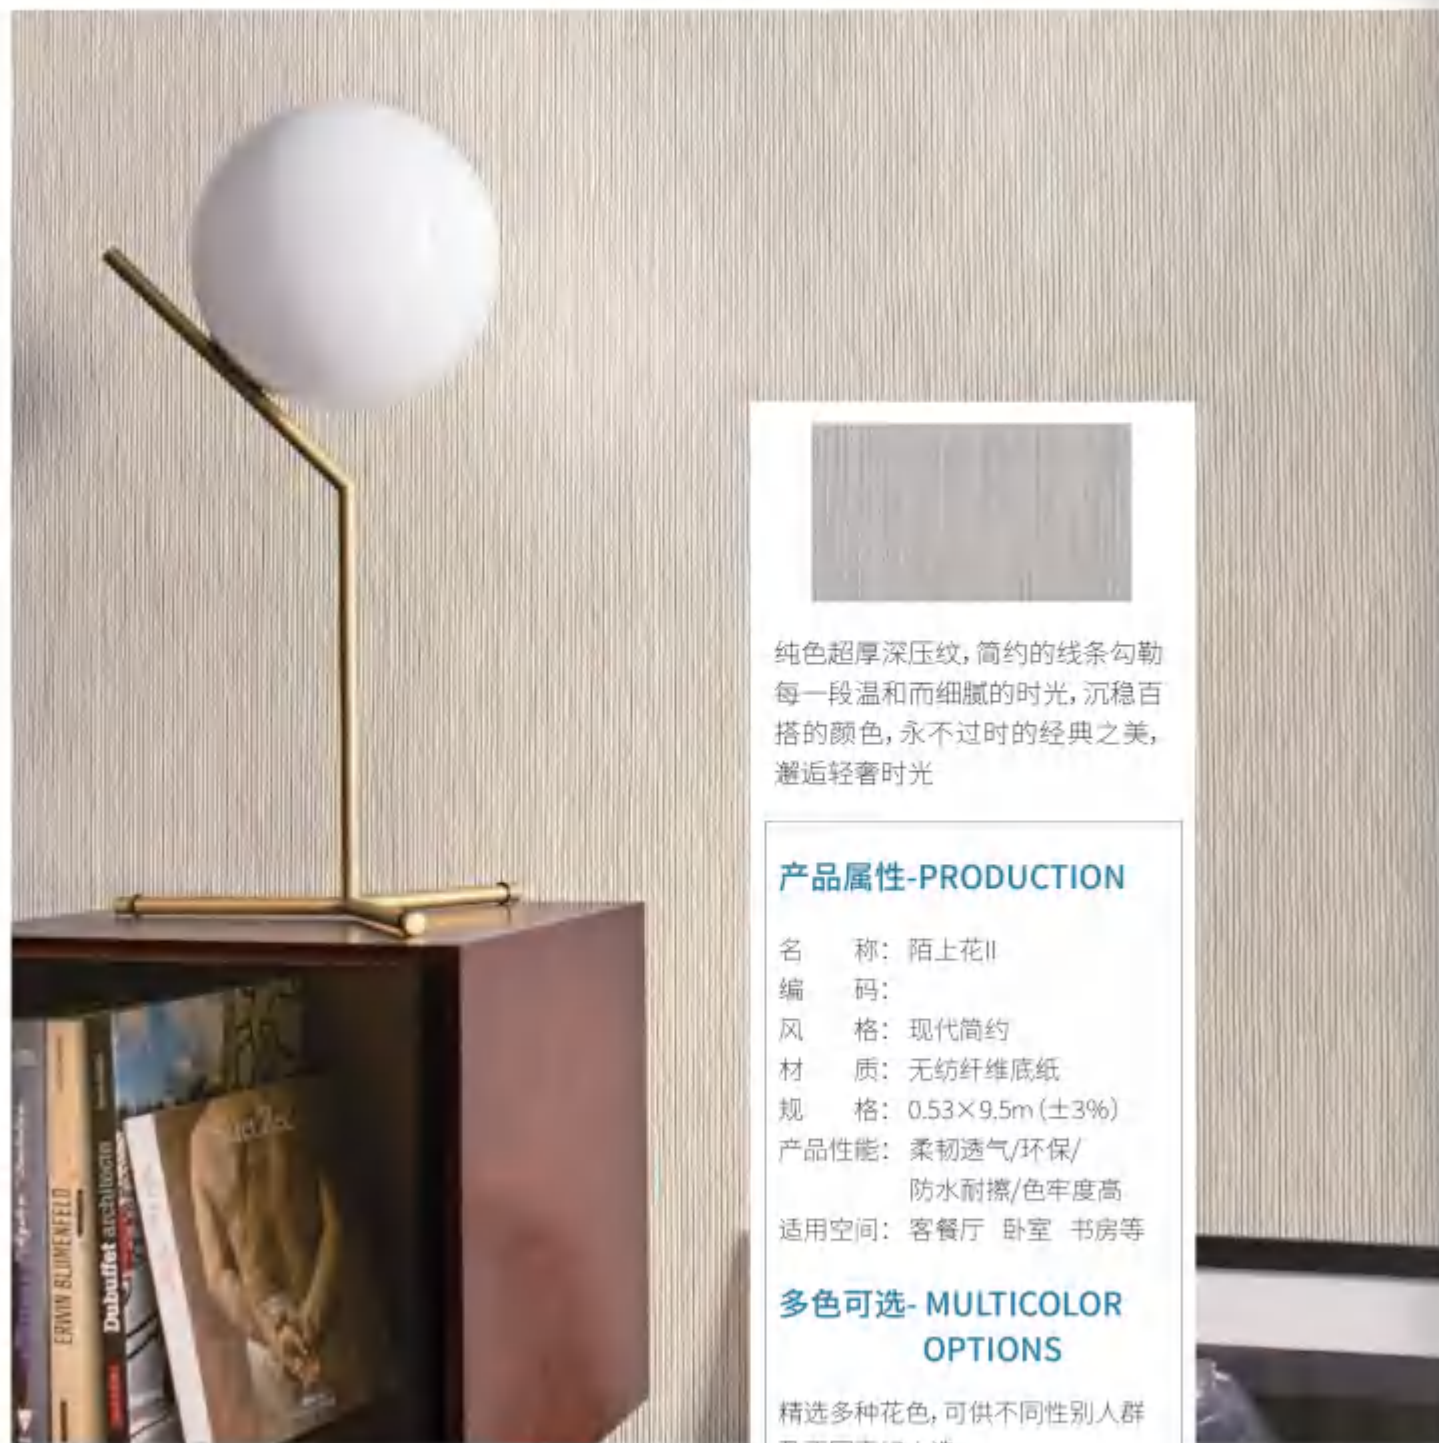 纯色超厚深压纹,简约的线条勾勒
每一段温和而细腻的时光,沉稳百
搭的颜色,永不过时的经典之美,
邂逅轻奢时光
产品属性-PRODUCTION
名 称: 陌上花II
编 码:
风 格: 现代简约
材 质: 无纺纤维底纸
规 格: 0.53×9.5m(±3%)
产品性能: 柔韧透气/环保/
防水耐擦/色牢度高
适用空间: 客餐厅 卧室 书房等
多色可选- MULTICOLOR
OPTIONS
精选多种花色,可供不同性别人群
ERWIN BLUMENFELD
Dubuffet architecte